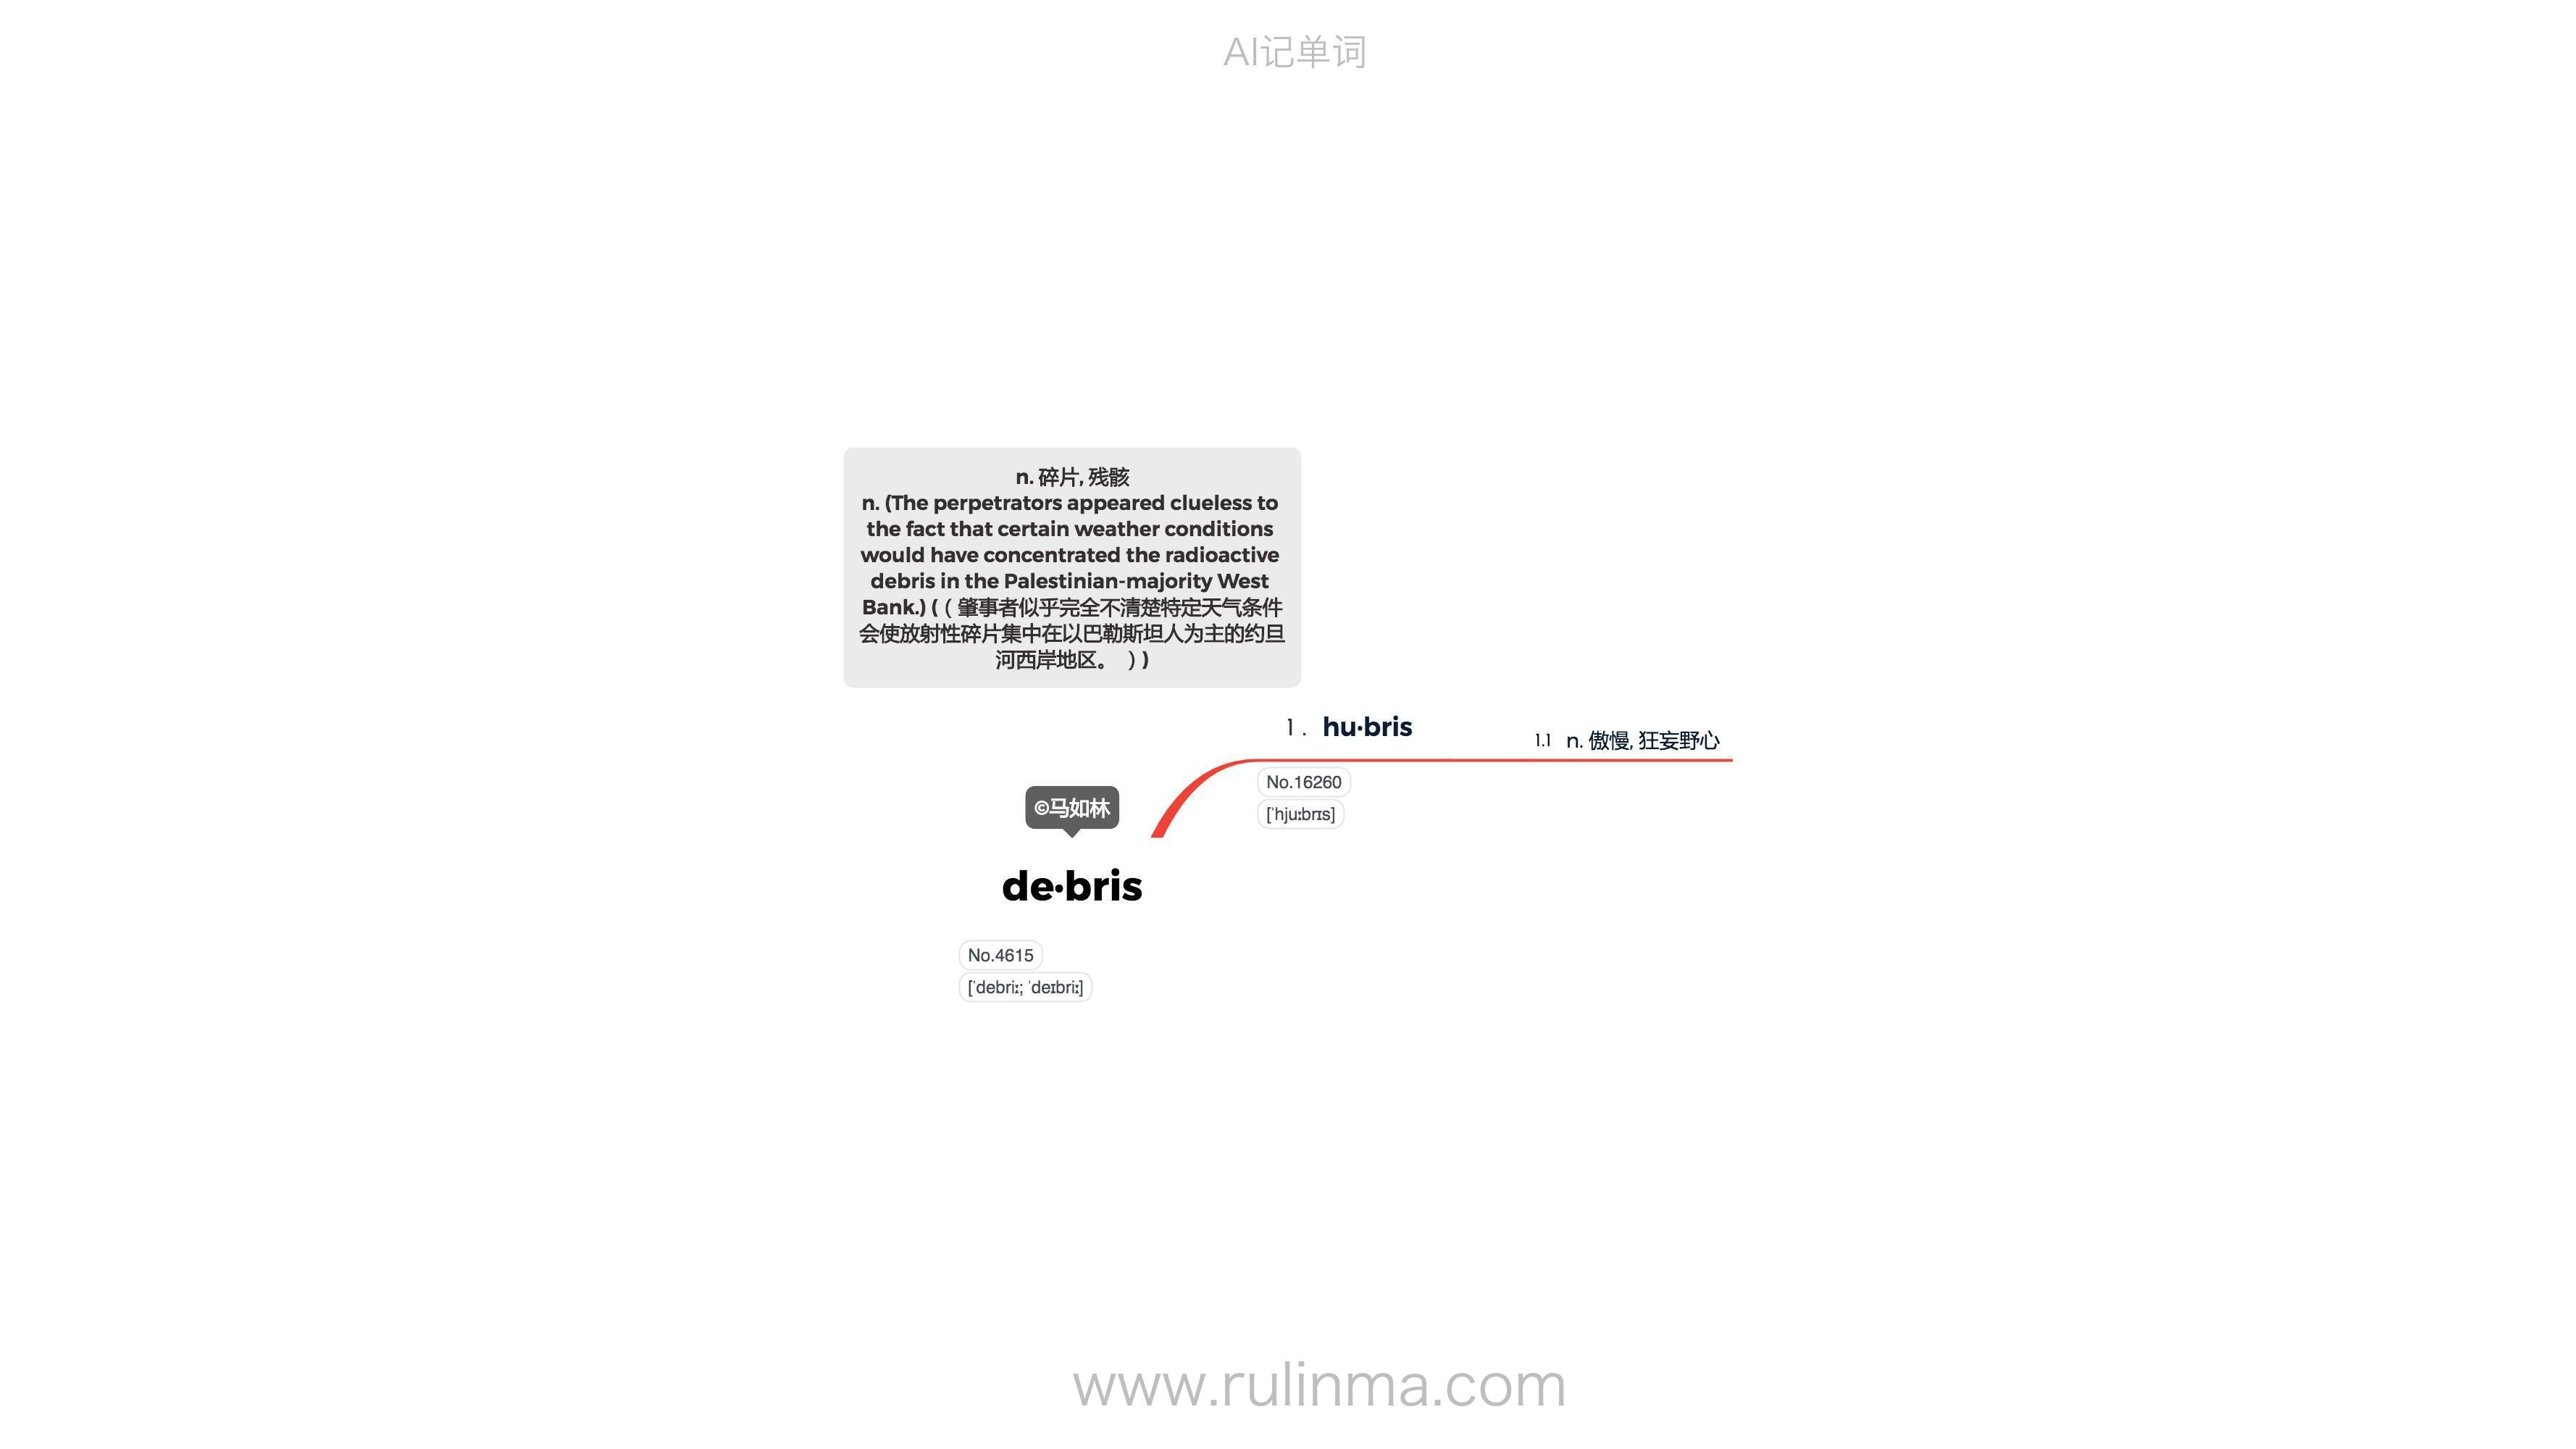 AI记单词
n. 碎片, 残骸
n. (The perpetrators appeared clueless to
the fact that certain weather conditions
would have concentrated the radioactive
debris in the Palestinian-majority West
Bank.) (（肇事者似乎完全不清楚特定天气条件
会使放射性碎片集中在以巴勒斯坦人为主的约旦
河西岸地区。 ）)
1. hu·bris
1.1 n. 傲慢, 狂妄野心
No.16260
[ˈhjuːbrɪs]
©马如林
de·bris
No.4615
[ˈdebriː; ˈdeɪbriː]
www.rulinma.com